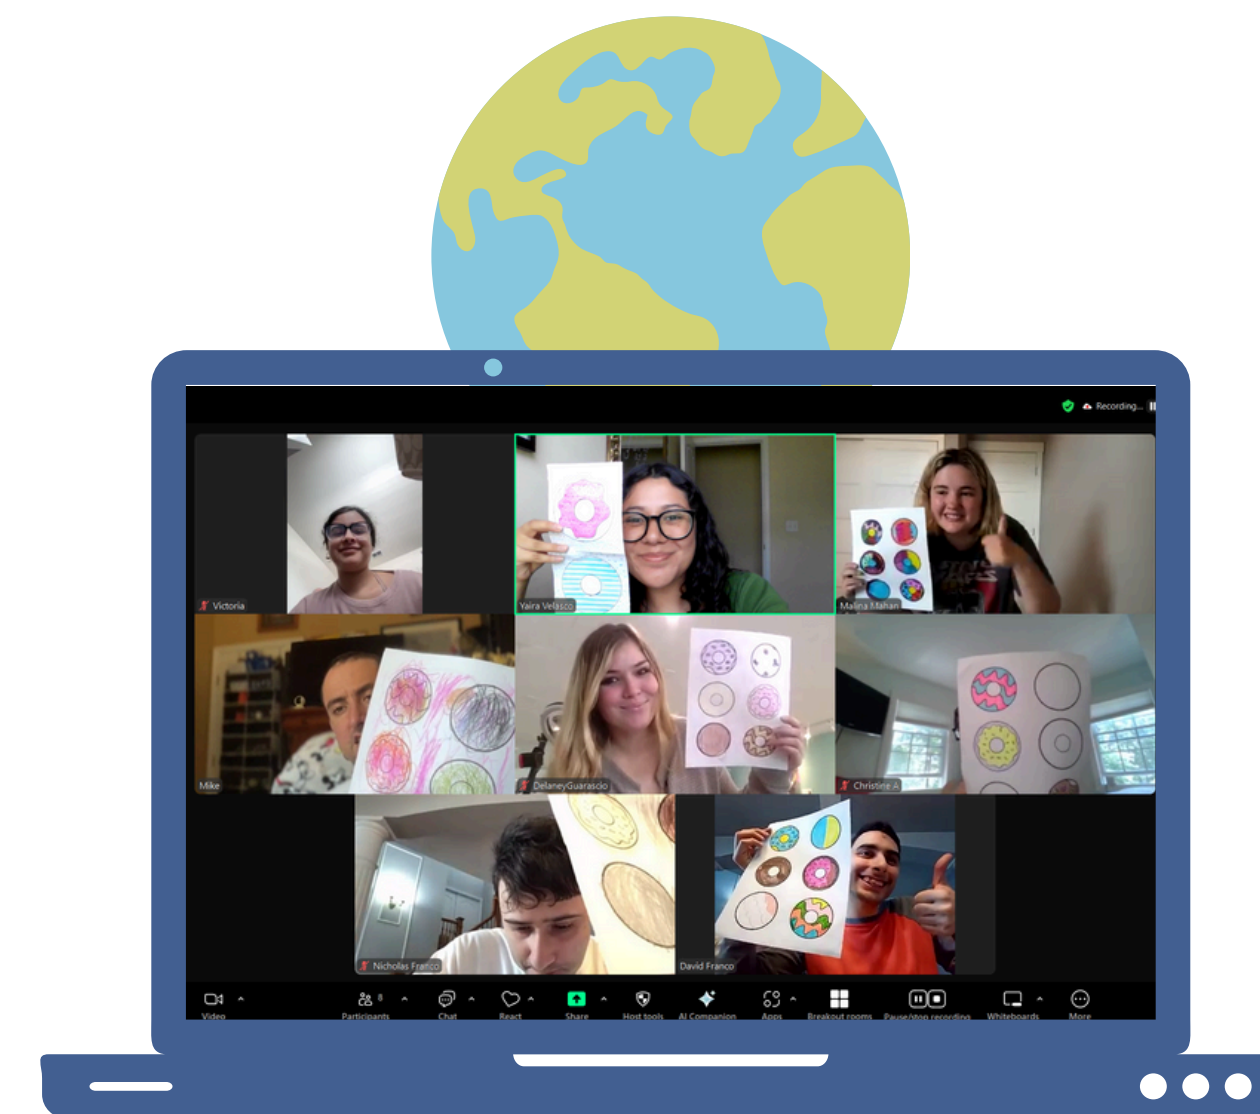 Recording...
Victoria
Yaira Velasco
Malina Mahan
Mike
DelaneyGuarascio
Christine A
Nicholas Franco
David Franco
8
Video
Participants
Chat
React
Share
Host tools
AI Companion
Apps
Breakout rooms
Pause/stop recording
Whiteboards
More